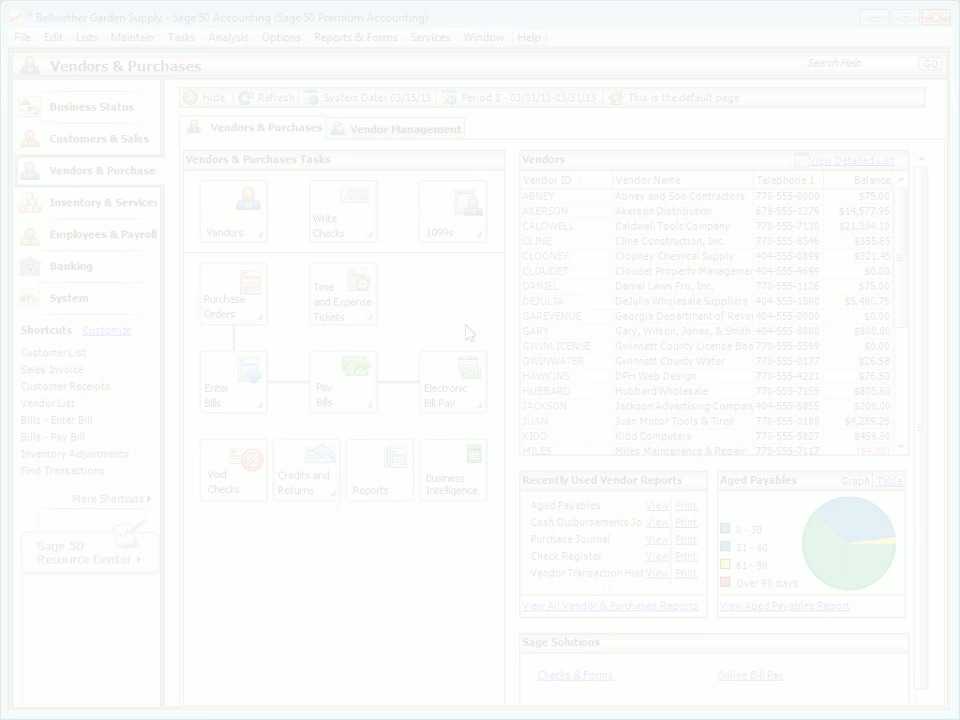 * Bellwether Garden Supply - Sage 50 Accounting (Sage 50 Premium Accounting)
File Edit Lists Maintain Tasks Analysis Options Reports & Forms Services Window Help
Vendors & Purchases
Search Help GO
Business Status
Customers & Sales
Vendors & Purchase
Inventory & Services
Employees & Payroll
Banking
System
Shortcuts Customize
Customer List
Sales Invoice
Customer Receipts
Vendor List
Bills - Enter Bill
Bills - Pay Bill
Inventory Adjustments
Find Transactions
More Shortcuts
Sage 50
Resource Center
Hide Refresh System Date: 03/15/13 Period 3 - 03/01/13-03/31/13 This is the default page
Vendors & Purchases Vendor Management
Vendors & Purchases Tasks
Vendors
Write
Checks
1099s
Purchase
Orders
Time
and Expense
Tickets
Enter
Bills
Pay
Bills
Electronic
Bill Pay
Void
Checks
Credits and
Returns
Reports
Business
Intelligence
Vendors View Detailed List
Vendor ID / Vendor Name Telephone 1 Balance
ABNEY Abney and Son Contractors 770-555-0000 $75.00
AKERSON Akerson Distribution 678-555-1279 $14,577.95
CALDWELL Caldwell Tools Company 770-555-7130 $21,304.10
CLINE Cline Construction, Inc. 770-555-8546 $355.65
CLOONEY Clooney Chemical Supply 404-555-0899 $321.45
CLOUDET Cloudet Property Managemer 404-555-9699 $0.00
DANIEL Daniel Lawn Pro, Inc. 770-555-1126 $75.00
DEJULIA DeJulia Wholesale Suppliers 404-555-1500 $5,480.75
GAREVENUE Georgia Department of Rever 404-555-0900 $0.00
GARY Gary, Wilson, Jones, & Smith 404-555-8000 $800.00
GWINLICENSE Gwinnett County License Boa 770-555-5569 $0.00
GWINWATER Gwinnett County Water 770-555-0177 $26.58
HAWKINS DPH Web Design 770-555-4221 $76.50
HUBBARD Hubbard Wholesale 770-555-7155 $805.60
JACKSON Jackson Advertising Company 404-555-5855 $200.00
JUAN Juan Motor Tools & Tires 770-555-0188 $4,259.25
KIDD Kidd Computers 770-555-5827 $459.90
MILES Miles Maintenance & Repair 770-555-7117
Recently Used Vendor Reports
Aged Payables View Print
Cash Disbursements Jo View Print
Purchase Journal View Print
Check Register View Print
Vendor Transaction Hist View Print
View All Vendor & Purchases Reports
Aged Payables Graph Table
0 - 30
31 - 60
61 - 90
Over 90 days
View Aged Payables Report
Sage Solutions
Checks & Forms Online Bill Pay